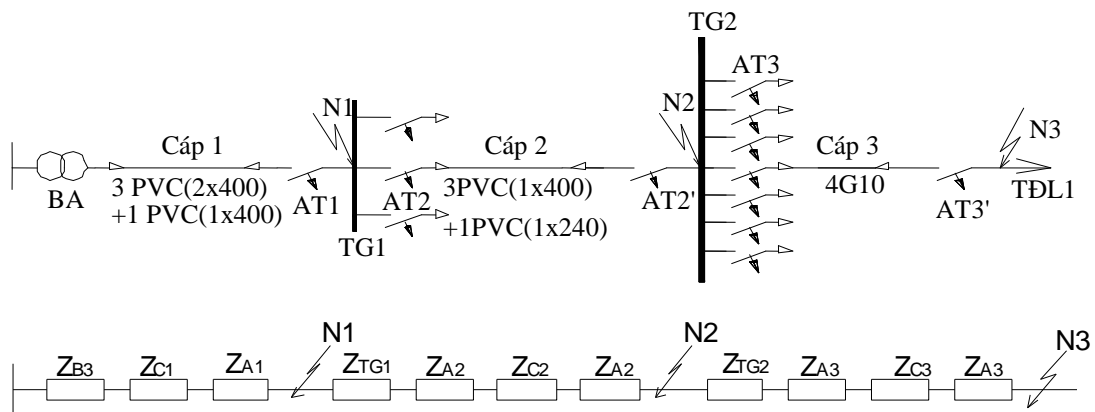 TG2
AT3
N1
N2
N3
Cáp 1
Cáp 2
Cáp 3
BA
3 PVC(2x400)
+1 PVC(1x400)
AT1
AT2
3PVC(1x400)
+1PVC(1x240)
AT2'
4G10
AT3'
TĐL1
TG1
N1
N2
N3
ZB3
ZC1
ZA1
ZTG1
ZA2
ZC2
ZA2
ZTG2
ZA3
ZC3
ZA3